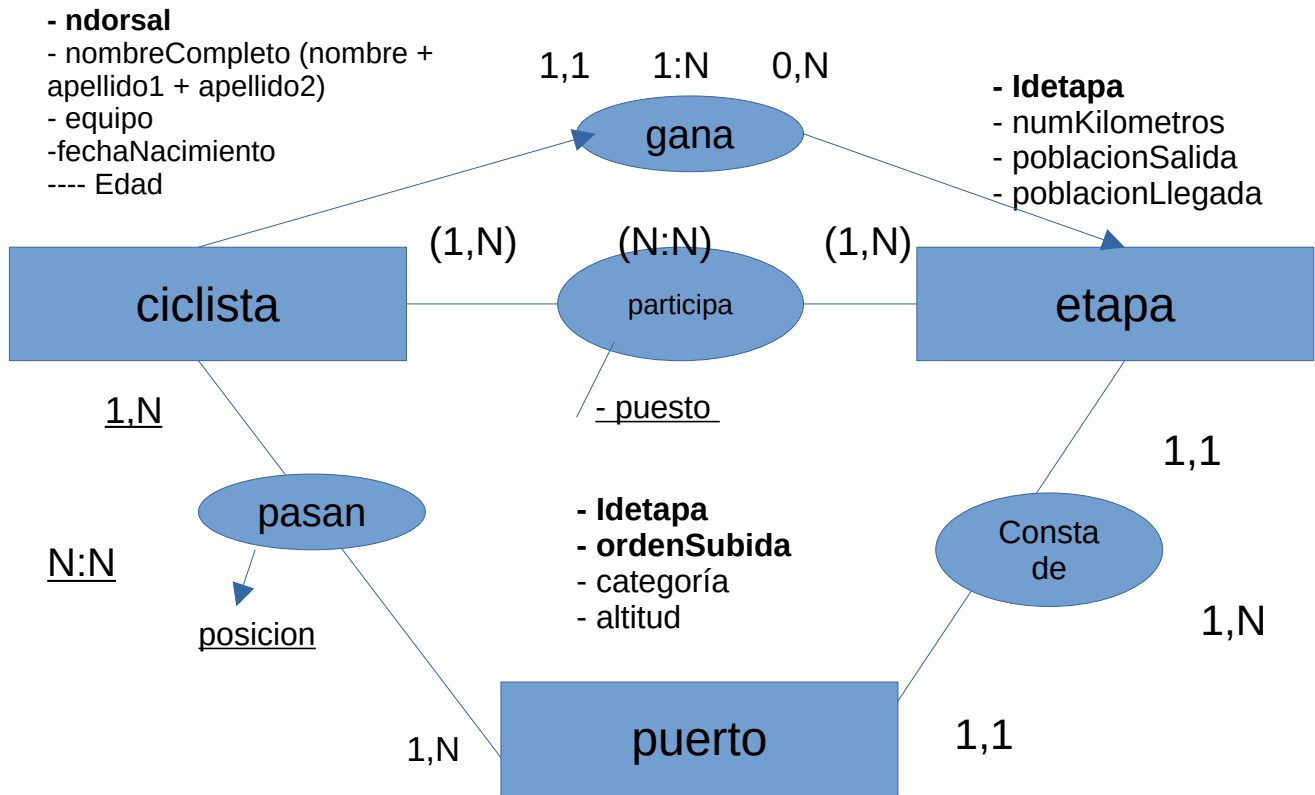 - ndorsal
- nombreCompleto (nombre +
apellido1 + apellido2)
- equipo
-fechaNacimiento
---- Edad
1,1 1:N 0,N
gana
- Idetapa
- numKilometros
- poblacionSalida
- poblacionLlegada
(1,N) (N:N) (1,N)
ciclista
participa
etapa
1,N
- puesto
1,1
pasan
- Idetapa
- ordenSubida
- categoría
- altitud
Consta
de
N:N
posicion
1,N
1,N
puerto
1,1